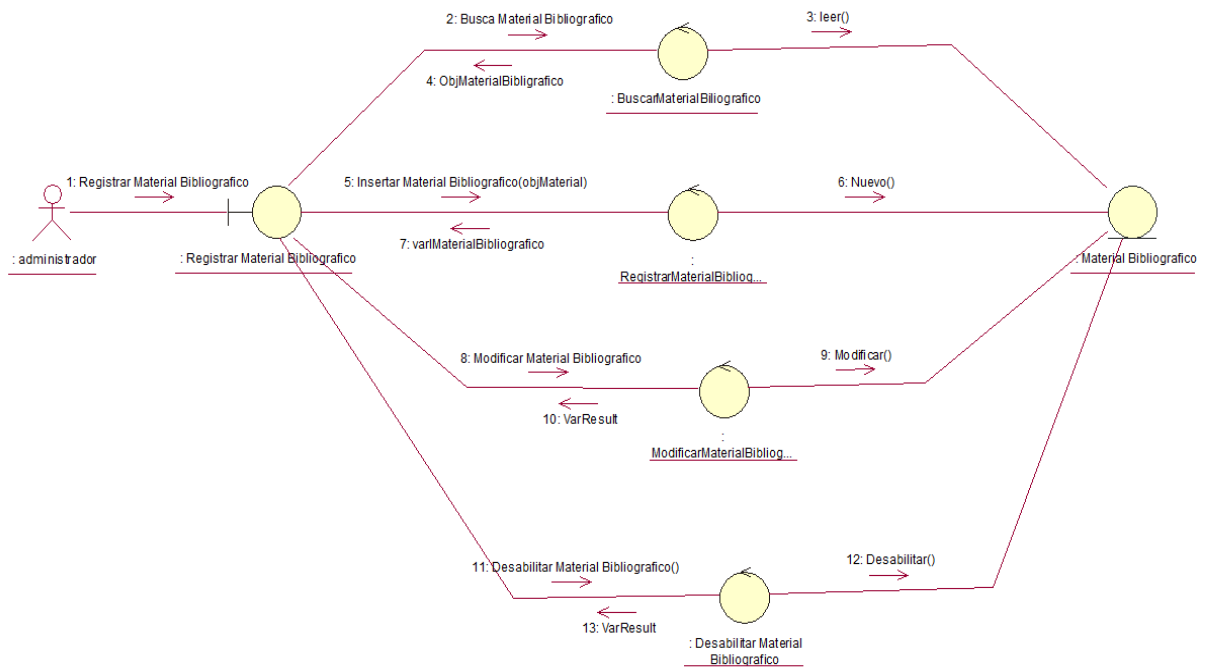 2: Busca Material Bibliografico
3: leer()
4: ObjMaterialBibligrafico
: BuscarMaterialBiliografico
1: Registrar Material Bibliografico
5: Insertar Material Bibliografico(objMaterial)
6: Nuevo()
7: varIMaterialBibliografico
: administrador
: Registrar Material Bibliografico
:
RegistrarMaterialBibliog...
: Material Bibliografico
8: Modificar Material Bibliografico
9: Modificar()
10: VarResult
:
ModificarMaterialBibliog...
11: Desabilitar Material Bibliografico()
12: Desabilitar()
13: VarResult
: Desabilitar Material
Bibliografico